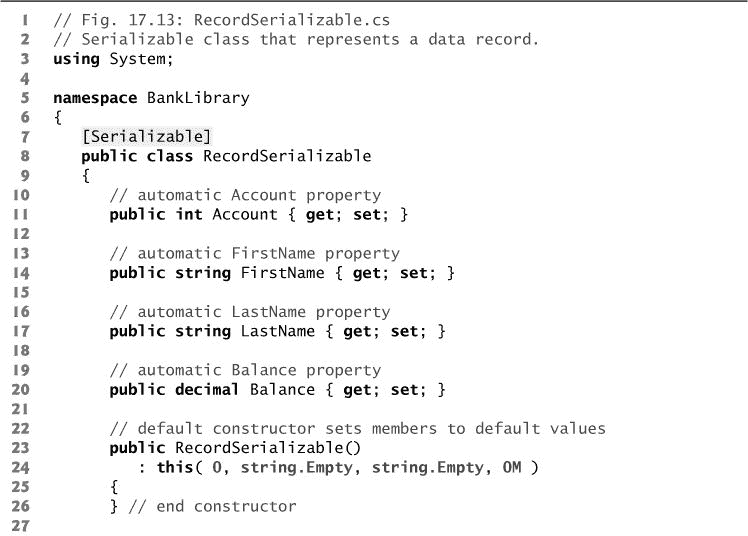 1 // Fig. 17.13: RecordSerializable.cs
2 // Serializable class that represents a data record.
3 using System;
4
5 namespace BankLibrary
6 {
7 [Serializable]
8 public class RecordSerializable
9 {
10 // automatic Account property
11 public int Account { get; set; }
12
13 // automatic FirstName property
14 public string FirstName { get; set; }
15
16 // automatic LastName property
17 public string LastName { get; set; }
18
19 // automatic Balance property
20 public decimal Balance { get; set; }
21
22 // default constructor sets members to default values
23 public RecordSerializable()
24 : this( 0, string.Empty, string.Empty, 0M )
25 {
26 } // end constructor
27